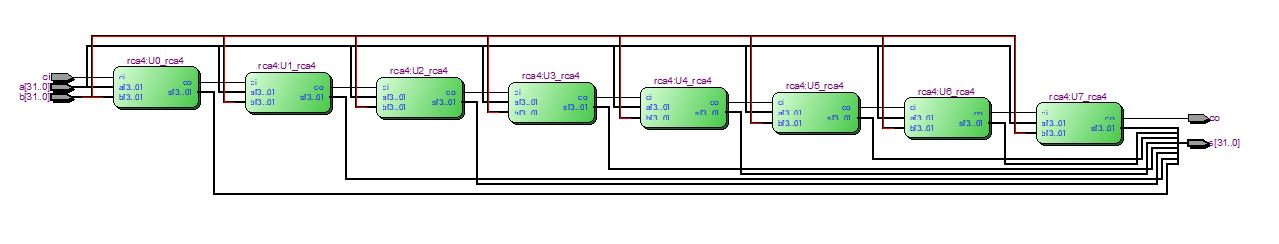 rca4:U0_rca4
ci
a[3..0]
b[3..0]
co
s[3..0]
rca4:U1_rca4
ci
a[3..0]
b[3..0]
co
s[3..0]
rca4:U2_rca4
ci
a[3..0]
b[3..0]
co
s[3..0]
rca4:U3_rca4
ci
a[3..0]
b[3..0]
co
s[3..0]
rca4:U4_rca4
ci
a[3..0]
b[3..0]
co
s[3..0]
rca4:U5_rca4
ci
a[3..0]
b[3..0]
co
s[3..0]
rca4:U6_rca4
ci
a[3..0]
b[3..0]
co
s[3..0]
rca4:U7_rca4
ci
a[3..0]
b[3..0]
co
s[3..0]
ci
a[31..0]
b[31..0]
co
s[31..0]